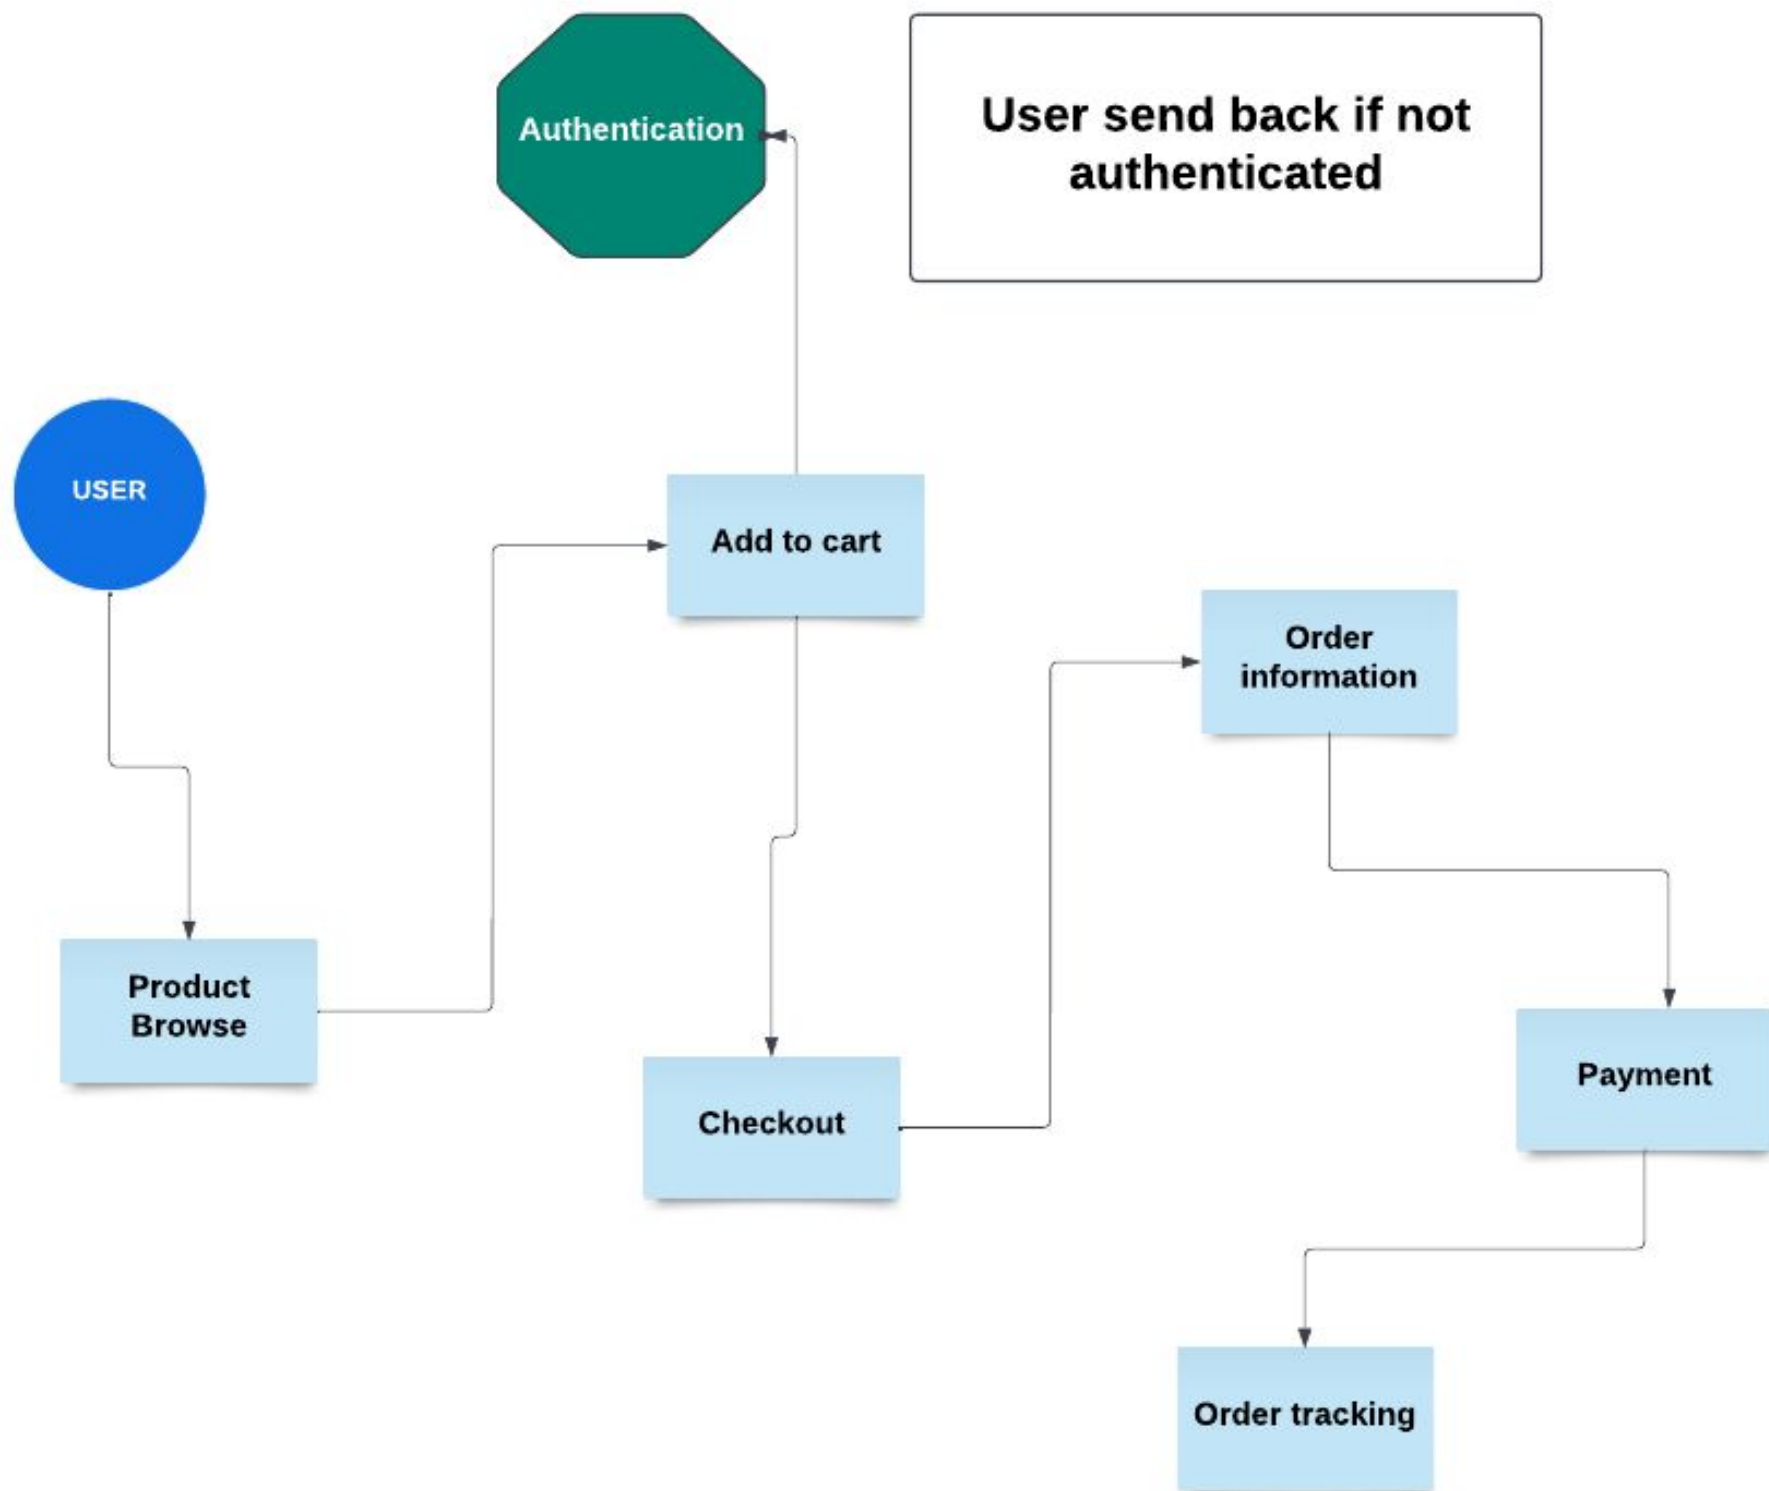 Authentication
User send back if not
authenticated
USER
Add to cart
Order
information
Product
Browse
Checkout
Payment
Order tracking